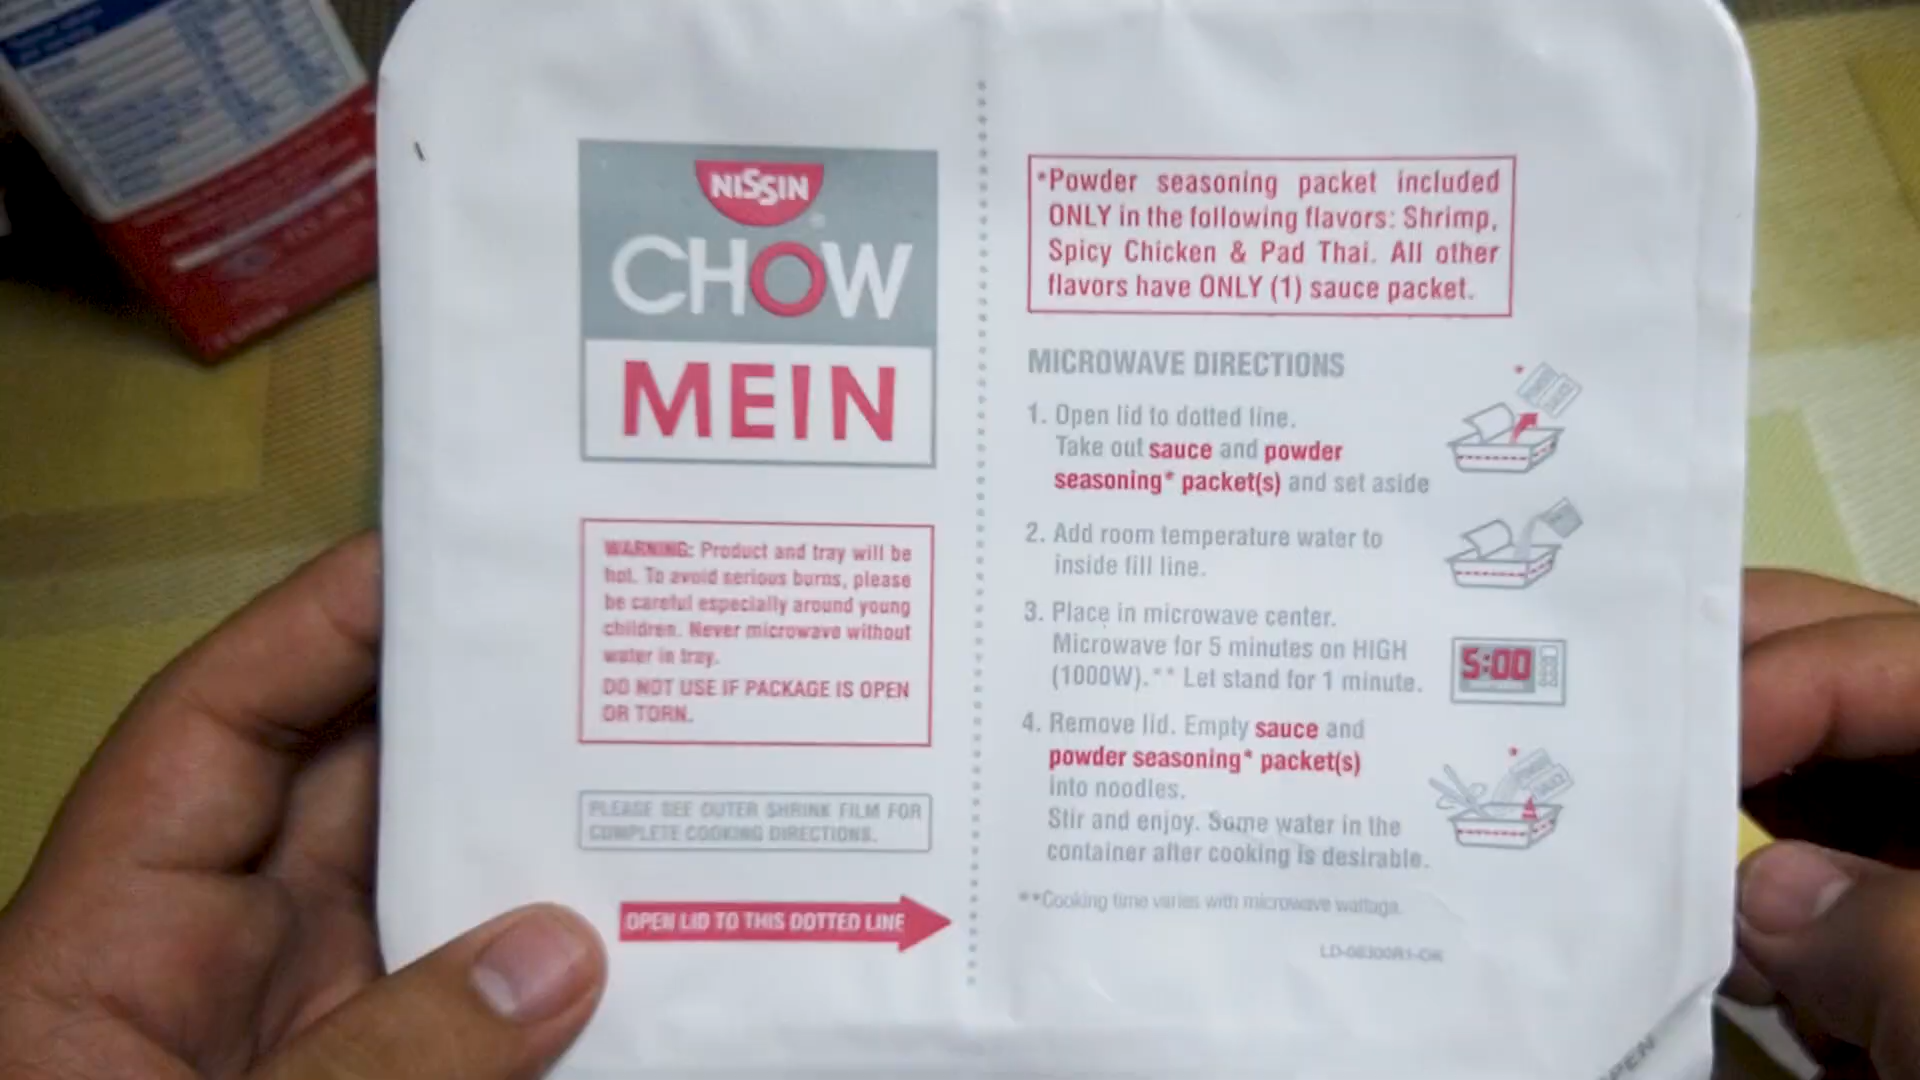 NISSIN
CHOW
MEIN
WARNING: Product and tray will be
hot. To avoid serious burns, please
be careful especially around young
children. Never microwave without
water in tray.
DO NOT USE IF PACKAGE IS OPEN
OR TORN.
PLEASE SEE OUTER SHRINK FILM FOR
COMPLETE COOKING DIRECTIONS.
OPEN LID TO THIS DOTTED LINE
*Powder seasoning packet included
ONLY in the following flavors: Shrimp,
Spicy Chicken & Pad Thai. All other
flavors have ONLY (1) sauce packet.
MICROWAVE DIRECTIONS
1. Open lid to dotted line.
Take out sauce and powder
seasoning* packet(s) and set aside
2. Add room temperature water to
inside fill line.
3. Place in microwave center.
Microwave for 5 minutes on HIGH
(1000W).** Let stand for 1 minute.
5:00
4. Remove lid. Empty sauce and
powder seasoning* packet(s)
into noodles.
Stir and enjoy. Some water in the
container after cooking is desirable.
**Cooking time varies with microwave wattage.